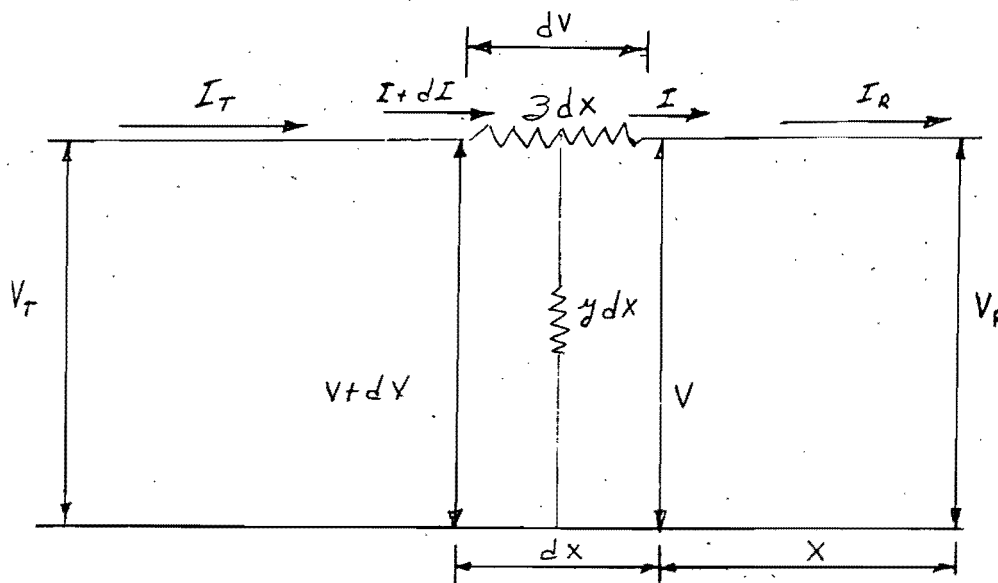 dV
I_T
I + dI
3dx
I
I_R
V_T
ydx
V+dV
V
V_R
dx
X